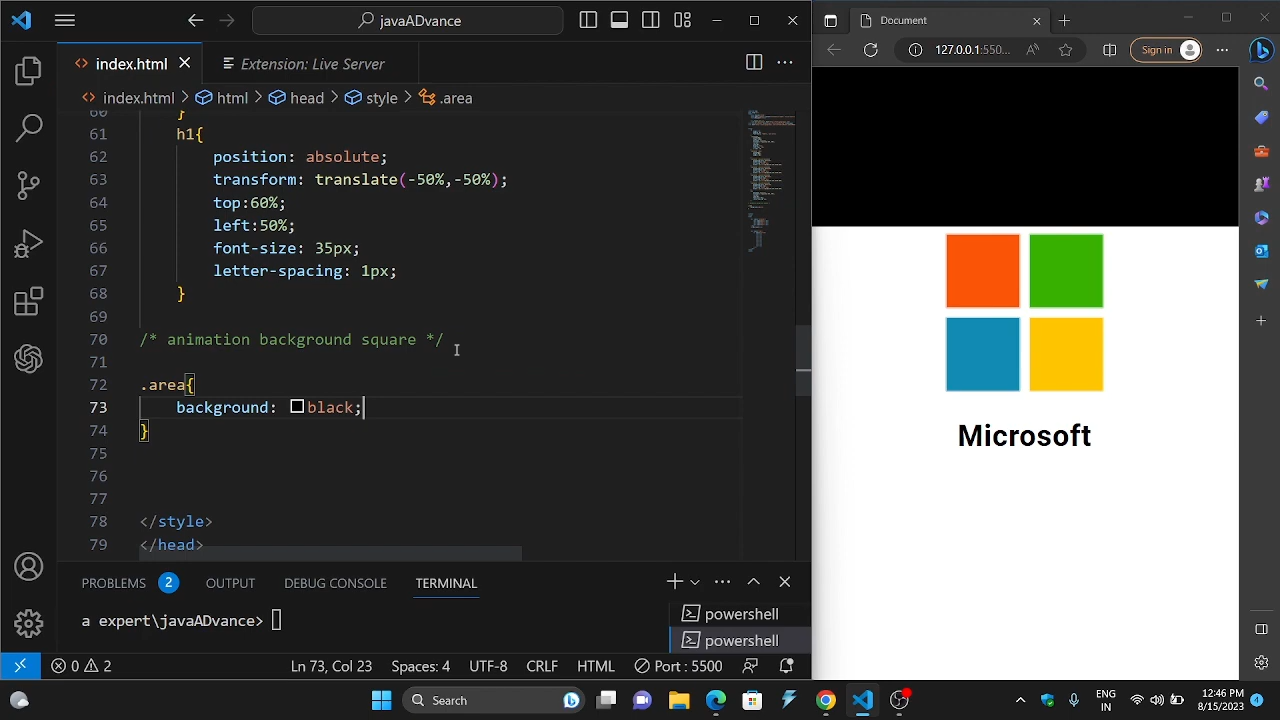 javaADvance
index.html
Extension: Live Server
index.html > html > head > style > .area
60 }
61 h1{
62 position: absolute;
63 transform: translate(-50%,-50%);
64 top:60%;
65 left:50%;
66 font-size: 35px;
67 letter-spacing: 1px;
68 }
69
70 /* animation background square */
71
72 .area{
73 background: black;
74 }
75
76
77
78 </style>
79 </head>
PROBLEMS 2 OUTPUT DEBUG CONSOLE TERMINAL
a expert\javaADvance>
powershell
powershell
0 2 Ln 73, Col 23 Spaces: 4 UTF-8 CRLF HTML Port : 5500
Document
127.0.0.1:550...
Sign in
Microsoft
Search
ENG
IN
12:46 PM
8/15/2023
4